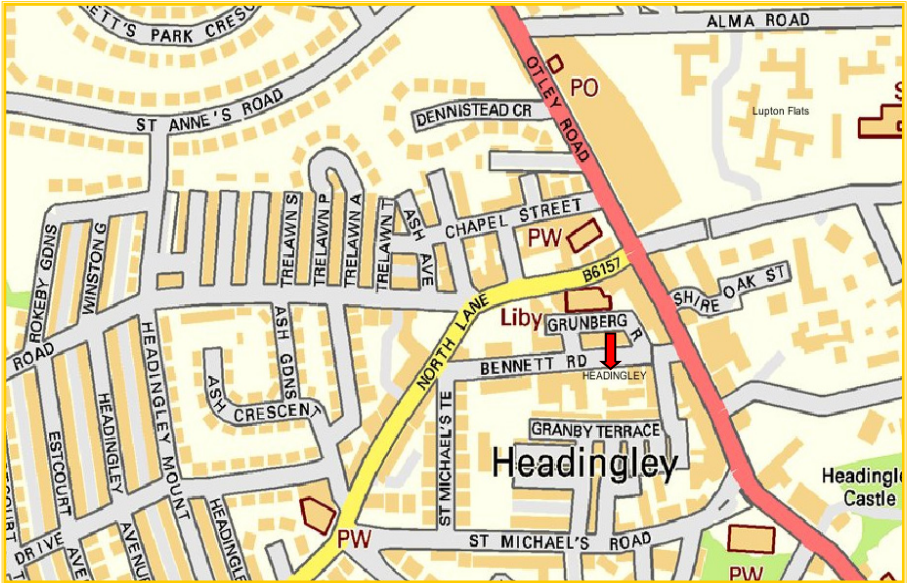 ETT'S PARK CRESC
ALMA ROAD
OTLEY ROAD
PO
S
Lupton Flats
ST ANNE'S ROAD
DENNISTEAD CR
ROKEBY GDNS
WINSTON G
TRELAWN S
TRELAWN P
TRELAWN A
TRELAWN T
ASH AVE
CHAPEL STREET
PW
B6157
SHIRE OAK ST
Liby
GRUNBERG
R
NORTH LANE
ROAD
HEADINGLEY MOUNT
ASH GDNS
BENNETT RD
HEADINGLEY
ASH CRESCENT
ESTCOURT
HEADINGLEY
ST MICHAEL'S TE
GRANBY TERRACE
Headingley
Headingl
Castle
COURT
DRIVE
AVE
AVENU
HEADINGLE
PW
ST MICHAEL'S ROAD
PW